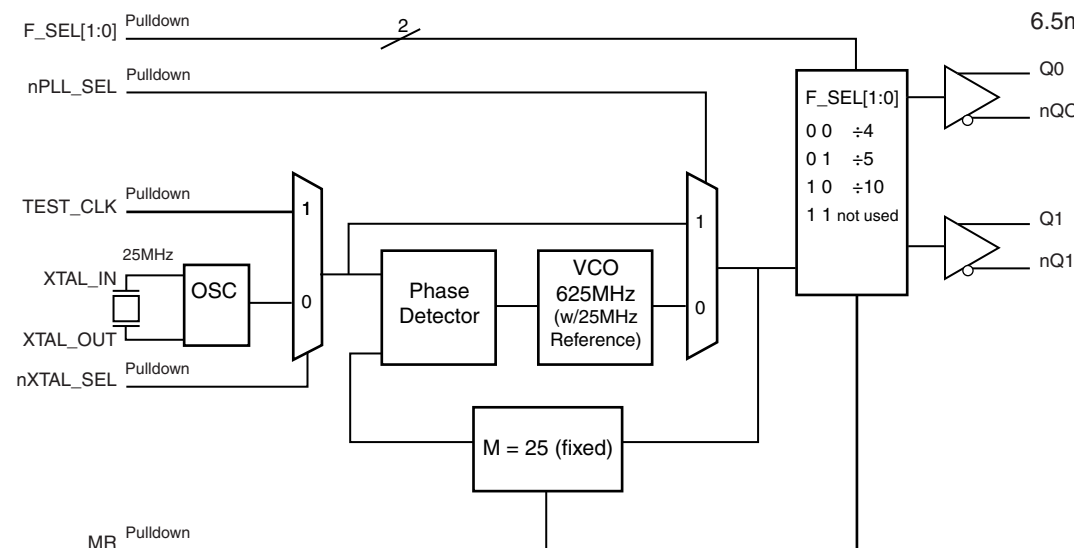 F_SEL[1:0] Pulldown
2
6.5m
nPLL_SEL Pulldown
Q0
nQ0
F_SEL[1:0]
0 0 ÷4
0 1 ÷5
1 0 ÷10
1 1 not used
TEST_CLK Pulldown
1
1
Q1
nQ1
25MHz
XTAL_IN
OSC
XTAL_OUT
0
Phase
Detector
VCO
625MHz
(w/25MHz
Reference)
0
nXTAL_SEL Pulldown
M = 25 (fixed)
MR Pulldown